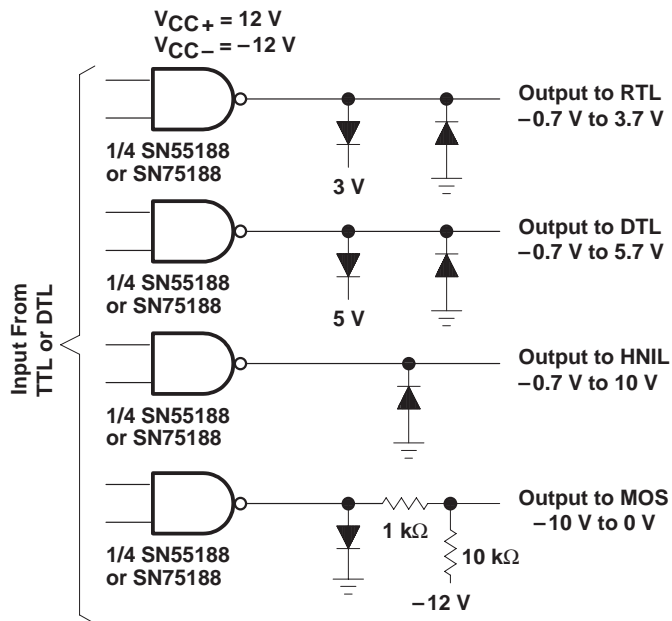 VCC+ = 12 V
VCC− = −12 V
Input From
TTL or DTL
1/4 SN55188
or SN75188
3 V
Output to RTL
−0.7 V to 3.7 V
1/4 SN55188
or SN75188
5 V
Output to DTL
−0.7 V to 5.7 V
1/4 SN55188
or SN75188
Output to HNIL
−0.7 V to 10 V
1/4 SN55188
or SN75188
1 kΩ
10 kΩ
−12 V
Output to MOS
−10 V to 0 V